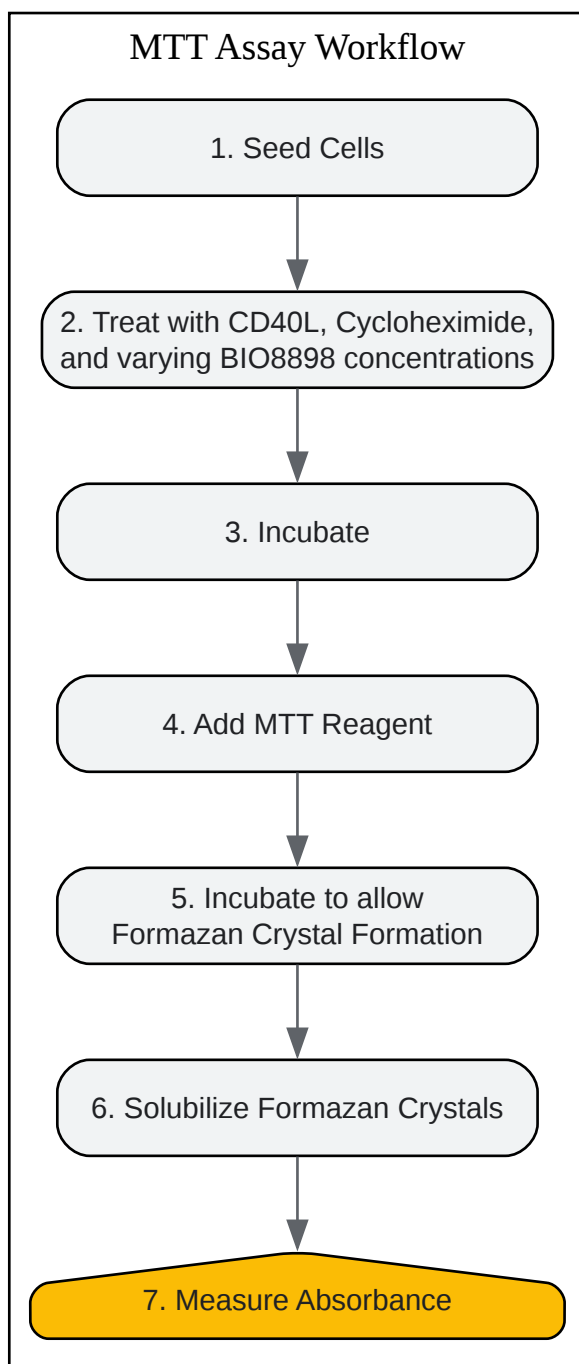 MTT Assay Workflow
1. Seed Cells
2. Treat with CD40L, Cycloheximide,
and varying BIO8898 concentrations
3. Incubate
4. Add MTT Reagent
5. Incubate to allow
Formazan Crystal Formation
6. Solubilize Formazan Crystals
7. Measure Absorbance